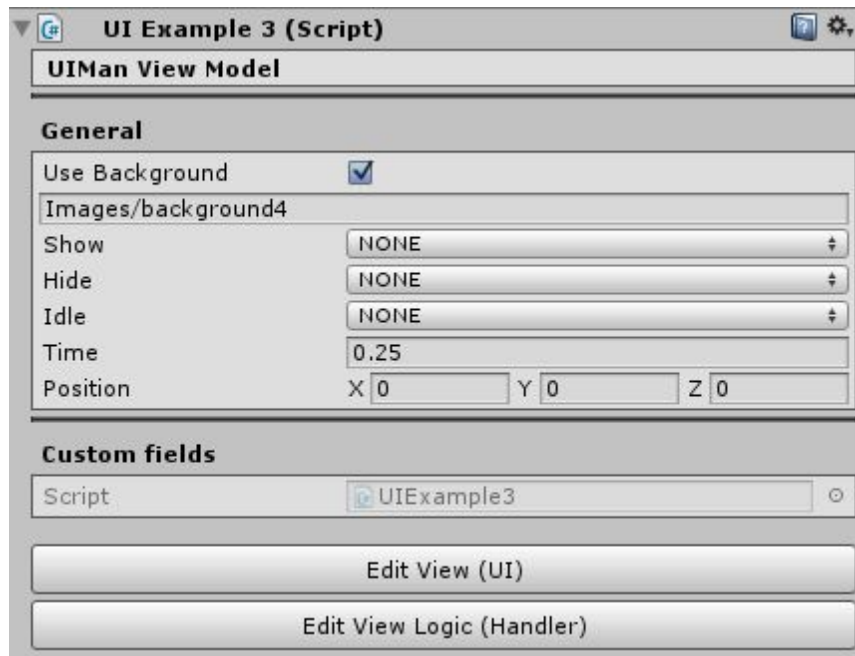 UI Example 3 (Script)
UIMan View Model
General
Use Background
Images/background4
Show NONE
Hide NONE
Idle NONE
Time 0.25
Position X 0 Y 0 Z 0
Custom fields
Script UIExample3
Edit View (UI)
Edit View Logic (Handler)